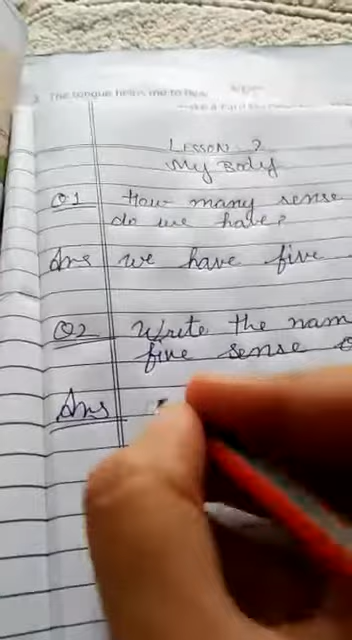 The tongue helps me to
LESSON 2
My Body
Q1 How many sense
do we have?
Ans we have five
Q2 Write the nam
five sense o
Ans